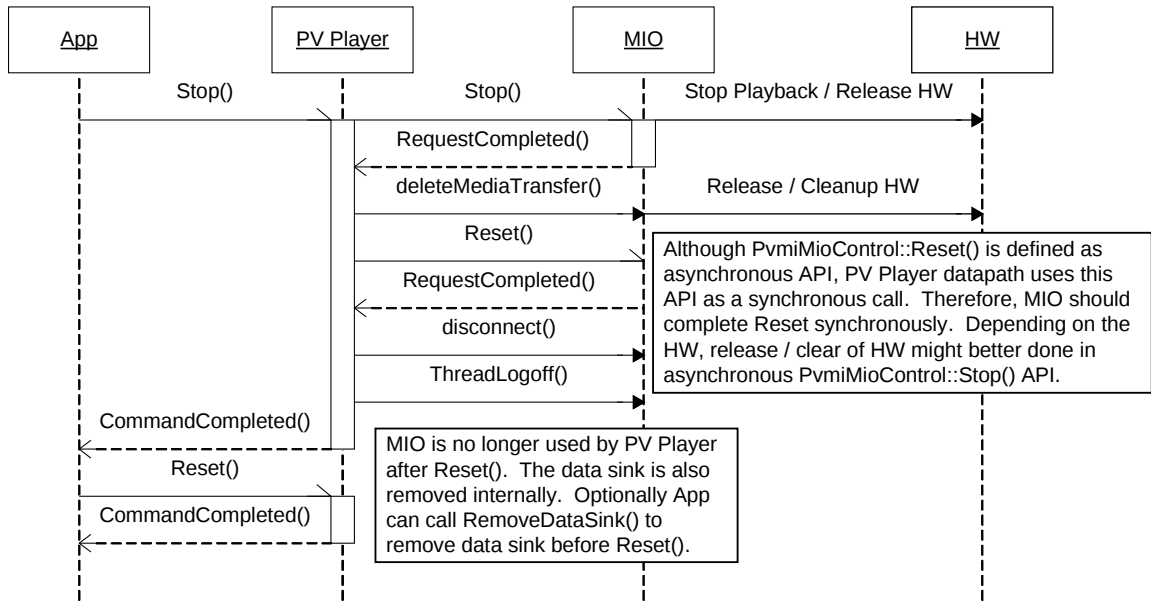 App
PV Player
MIO
HW
Stop()
Stop()
Stop Playback / Release HW
RequestCompleted()
deleteMediaTransfer()
Release / Cleanup HW
Reset()
Although PvmiMioControl::Reset() is defined as
asynchronous API, PV Player datapath uses this
API as a synchronous call.  Therefore, MIO should
complete Reset synchronously.  Depending on the
HW, release / clear of HW might better done in
asynchronous PvmiMioControl::Stop() API.
RequestCompleted()
disconnect()
ThreadLogoff()
CommandCompleted()
MIO is no longer used by PV Player
after Reset().  The data sink is also
removed internally.  Optionally App
can call RemoveDataSink() to
remove data sink before Reset().
Reset()
CommandCompleted()